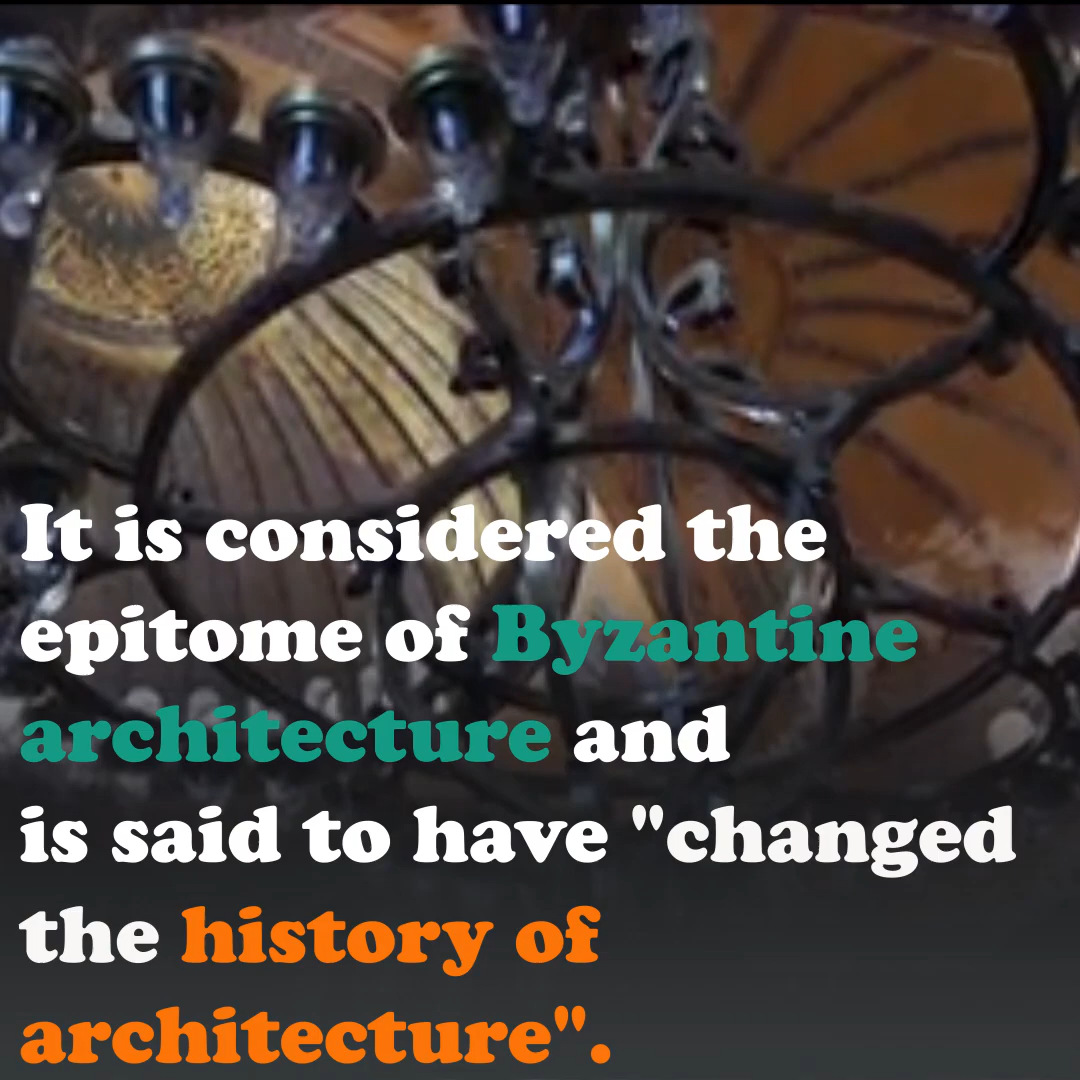 It is considered the
epitome of Byzantine
architecture and
is said to have "changed
the history of
architecture".